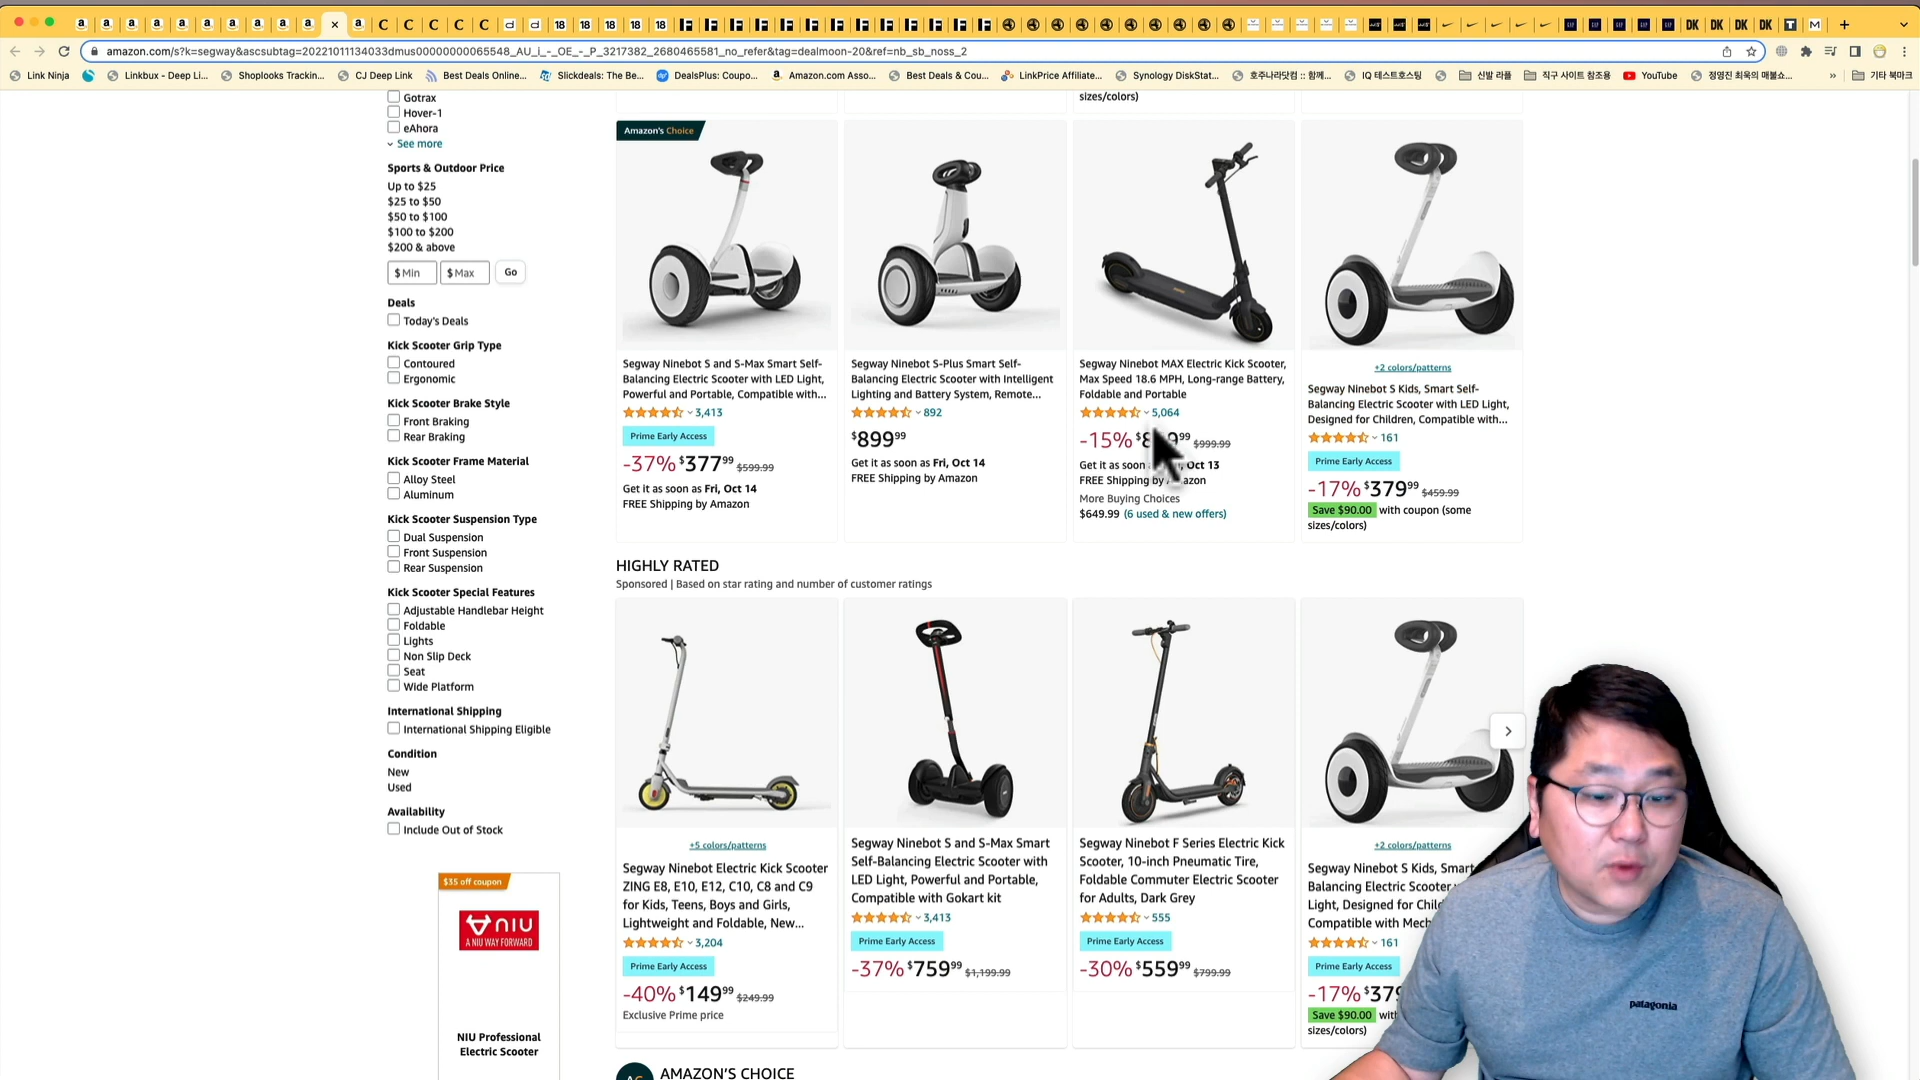 amazon.com/s?k=segway&ascsubtag=20221011134033dmus00000000065548_AU_i_-_OE_-_P_3217382_2680465581_no_refer&tag=dealmoon-20&ref=nb_sb_noss_2
Link Ninja
Linkbux - Deep Li...
Shoplooks Trackin...
CJ Deep Link
Best Deals Online...
Slickdeals: The Be...
DealsPlus: Coupo...
Amazon.com Asso...
Best Deals & Cou...
LinkPrice Affiliate...
Synology DiskStat...
호주나라닷컴 :: 함께...
IQ 테스트호스팅
신발 라플
직구 사이트 참조용
YouTube
정영진 최욱의 매불쇼...
기타 북마크
Gotrax
Hover-1
eAhora
See more
Sports & Outdoor Price
Up to $25
$25 to $50
$50 to $100
$100 to $200
$200 & above
$ Min
$ Max
Go
Deals
Today's Deals
Kick Scooter Grip Type
Contoured
Ergonomic
Kick Scooter Brake Style
Front Braking
Rear Braking
Kick Scooter Frame Material
Alloy Steel
Aluminum
Kick Scooter Suspension Type
Dual Suspension
Front Suspension
Rear Suspension
Kick Scooter Special Features
Adjustable Handlebar Height
Foldable
Lights
Non Slip Deck
Seat
Wide Platform
International Shipping
International Shipping Eligible
Condition
New
Used
Availability
Include Out of Stock
$35 off coupon
NIU
A NIU WAY FORWARD
NIU Professional
Electric Scooter
sizes/colors)
Amazon's Choice
Segway Ninebot S and S-Max Smart Self-
Balancing Electric Scooter with LED Light,
Powerful and Portable, Compatible with...
3,413
Prime Early Access
-37% $377.99 $599.99
Get it as soon as Fri, Oct 14
FREE Shipping by Amazon
Segway Ninebot S-Plus Smart Self-
Balancing Electric Scooter with Intelligent
Lighting and Battery System, Remote...
892
$899.99
Get it as soon as Fri, Oct 14
FREE Shipping by Amazon
Segway Ninebot MAX Electric Kick Scooter,
Max Speed 18.6 MPH, Long-range Battery,
Foldable and Portable
5,064
-15% $999.99
Get it as soon Oct 13
FREE Shipping by
More Buying Choices
$649.99 (6 used & new offers)
+2 colors/patterns
Segway Ninebot S Kids, Smart Self-
Balancing Electric Scooter with LED Light,
Designed for Children, Compatible with...
161
Prime Early Access
-17% $379.99 $459.99
Save $90.00 with coupon (some
sizes/colors)
HIGHLY RATED
Sponsored | Based on star rating and number of customer ratings
+5 colors/patterns
Segway Ninebot Electric Kick Scooter
ZING E8, E10, E12, C10, C8 and C9
for Kids, Teens, Boys and Girls,
Lightweight and Foldable, New...
3,204
Prime Early Access
-40% $149.99 $249.99
Exclusive Prime price
Segway Ninebot S and S-Max Smart
Self-Balancing Electric Scooter with
LED Light, Powerful and Portable,
Compatible with Gokart kit
3,413
Prime Early Access
-37% $759.99 $1,199.99
Segway Ninebot F Series Electric Kick
Scooter, 10-inch Pneumatic Tire,
Foldable Commuter Electric Scooter
for Adults, Dark Grey
555
Prime Early Access
-30% $559.99 $799.99
+2 colors/patterns
Segway Ninebot S Kids, Smart
Balancing Electric Scooter
Light, Designed for
Compatible with
161
Prime Early Access
-17% $379
Save $90.00
sizes/colors)
AMAZON'S CHOICE
patagonia